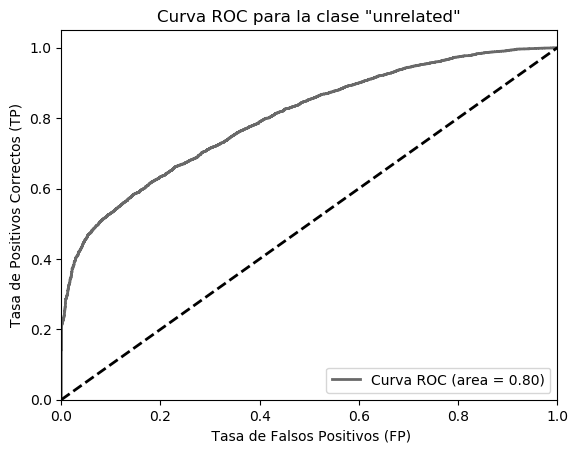 Curva ROC para la clase "unrelated"
Tasa de Positivos Correctos (TP)
1.0
0.8
0.6
0.4
0.2
0.0
Curva ROC (area = 0.80)
0.0 0.2 0.4 0.6 0.8 1.0
Tasa de Falsos Positivos (FP)